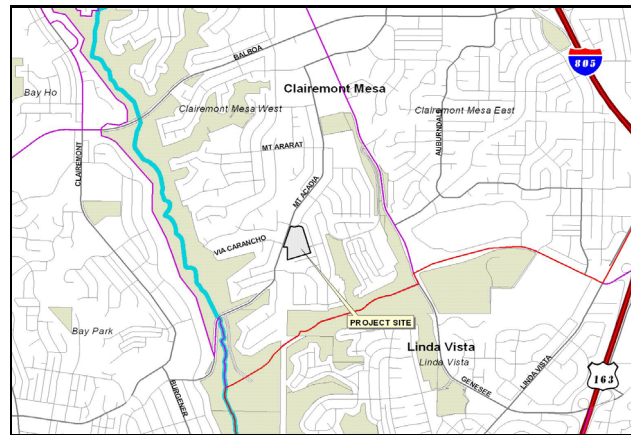 BALBOA
805
Bay Ho
Clairemont Mesa
Clairemont Mesa West
Clairemont Mesa East
AUBURNDALE
MT ARARAT
CLAIREMONT
MT ACADIA
VIA CARANCHO
PROJECT SITE
Bay Park
Linda Vista
Linda Vista
LINDA VISTA
GENESEE
BURGENER
163